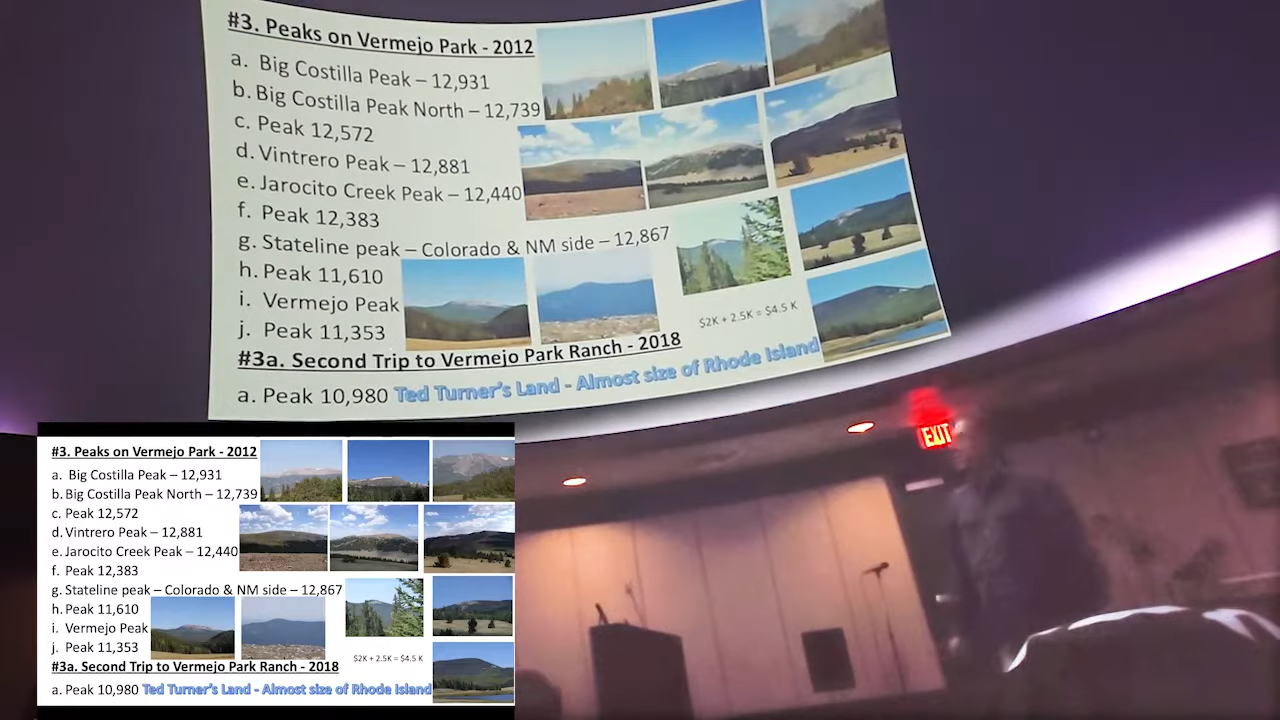 #3. Peaks on Vermejo Park - 2012
a. Big Costilla Peak – 12,931
b. Big Costilla Peak North – 12,739
c. Peak 12,572
d. Vintrero Peak – 12,881
e. Jarocito Creek Peak – 12,440
f. Peak 12,383
g. Stateline peak – Colorado & NM side – 12,867
h. Peak 11,610
i. Vermejo Peak
j. Peak 11,353
$2K + 2.5K = $4.5 K
#3a. Second Trip to Vermejo Park Ranch - 2018
a. Peak 10,980 Ted Turner's Land - Almost size of Rhode Island
EXIT
#3. Peaks on Vermejo Park - 2012
a. Big Costilla Peak – 12,931
b. Big Costilla Peak North – 12,739
c. Peak 12,572
d. Vintrero Peak – 12,881
e. Jarocito Creek Peak – 12,440
f. Peak 12,383
g. Stateline peak – Colorado & NM side – 12,867
h. Peak 11,610
i. Vermejo Peak
j. Peak 11,353
$2K + 2.5K = $4.5 K
#3a. Second Trip to Vermejo Park Ranch - 2018
a. Peak 10,980 Ted Turner's Land - Almost size of Rhode Island